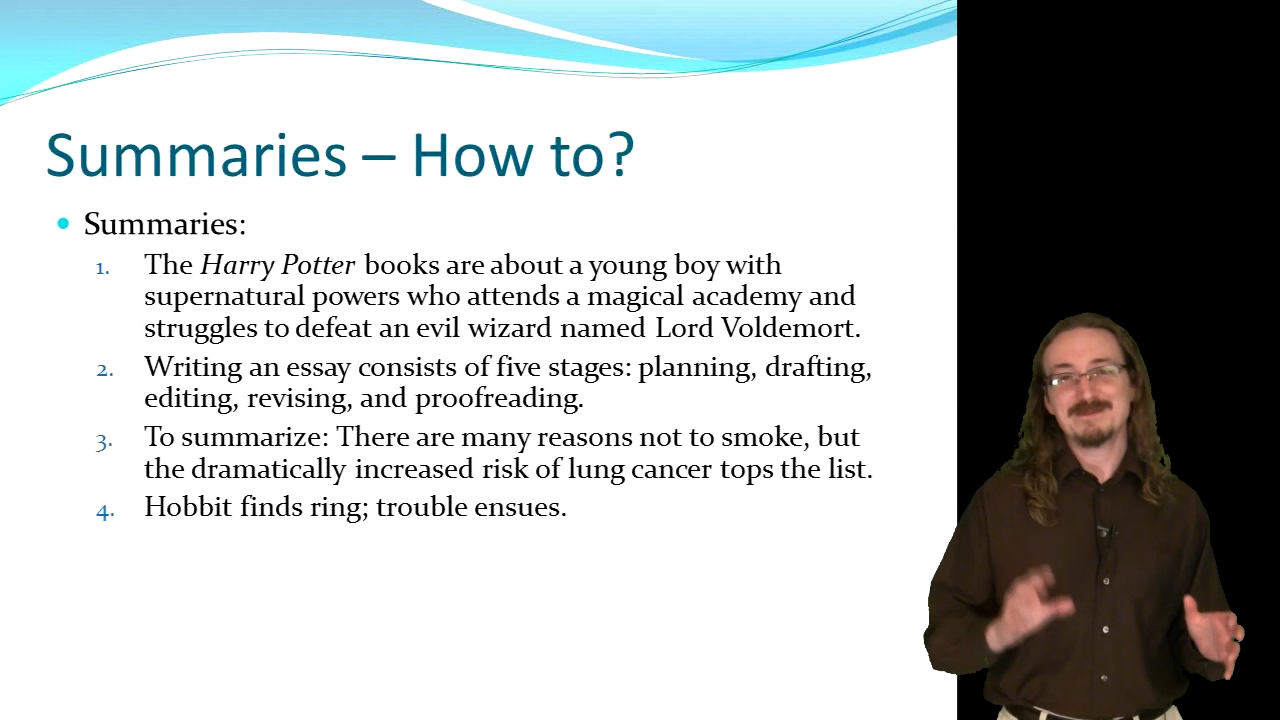 Summaries – How to?
• Summaries:
1. The Harry Potter books are about a young boy with
supernatural powers who attends a magical academy and
struggles to defeat an evil wizard named Lord Voldemort.
2. Writing an essay consists of five stages: planning, drafting,
editing, revising, and proofreading.
3. To summarize: There are many reasons not to smoke, but
the dramatically increased risk of lung cancer tops the list.
4. Hobbit finds ring; trouble ensues.